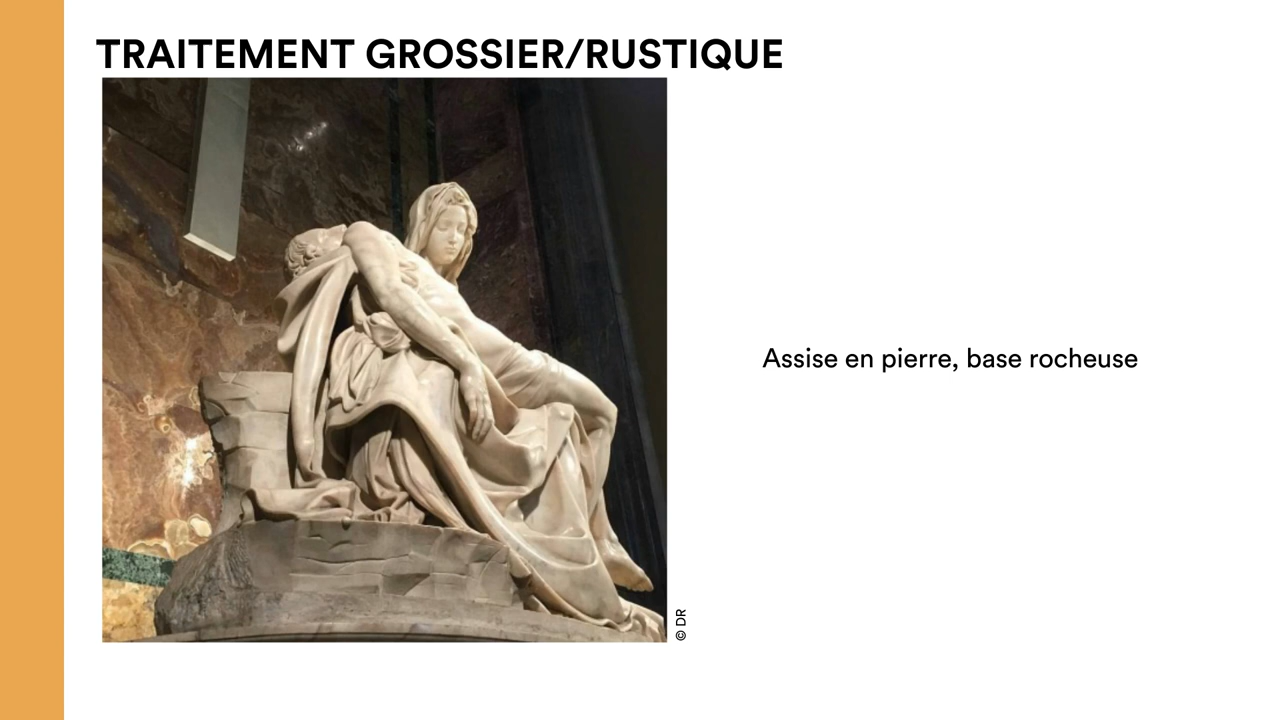 TRAITEMENT GROSSIER/RUSTIQUE
Assise en pierre, base rocheuse
© DR